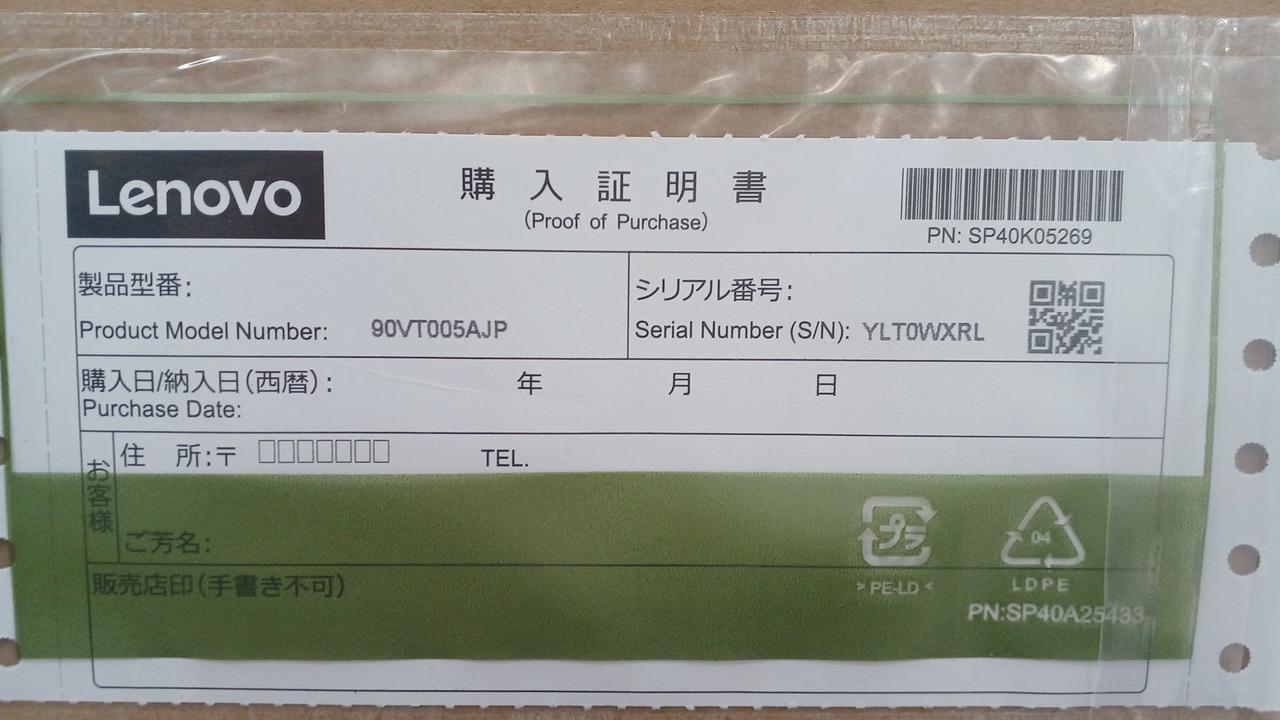 Lenovo
購入証明書
(Proof of Purchase)
PN: SP40K05269
製品型番:
Product Model Number: 90VT005AJP
シリアル番号:
Serial Number (S/N): YLT0WXRL
購入日/納入日(西暦): 年 月 日
Purchase Date:
お客様
住 所:〒 □□□□□□□ TEL.
ご芳名:
販売店印(手書き不可)
プラ
> PE-LD <
04
LDPE
PN:SP40A25433